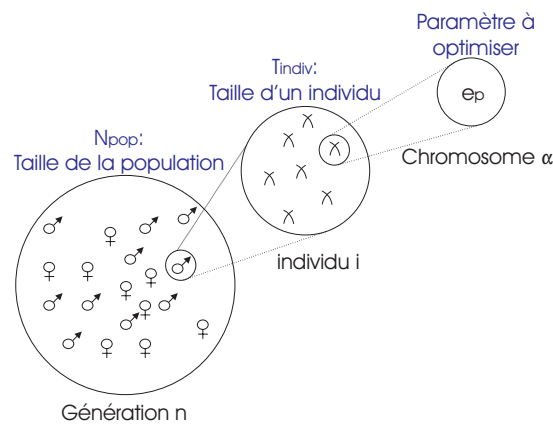 Paramètre à
optimiser
ep
Chromosome α
Tindiv:
Taille d'un individu
individu i
Npop:
Taille de la population
Génération n